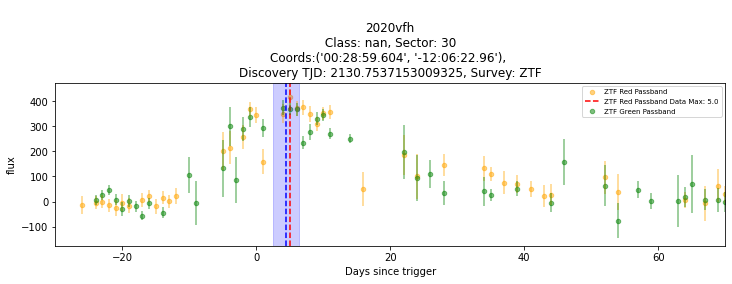 2020vfh
Class: nan, Sector: 30
Coords:('00:28:59.604', '-12:06:22.96'),
Discovery TJD: 2130.7537153009325, Survey: ZTF
ZTF Red Passband
ZTF Red Passband Data Max: 5.0
ZTF Green Passband
flux
400
300
200
100
0
−100
−20
0
20
40
60
Days since trigger